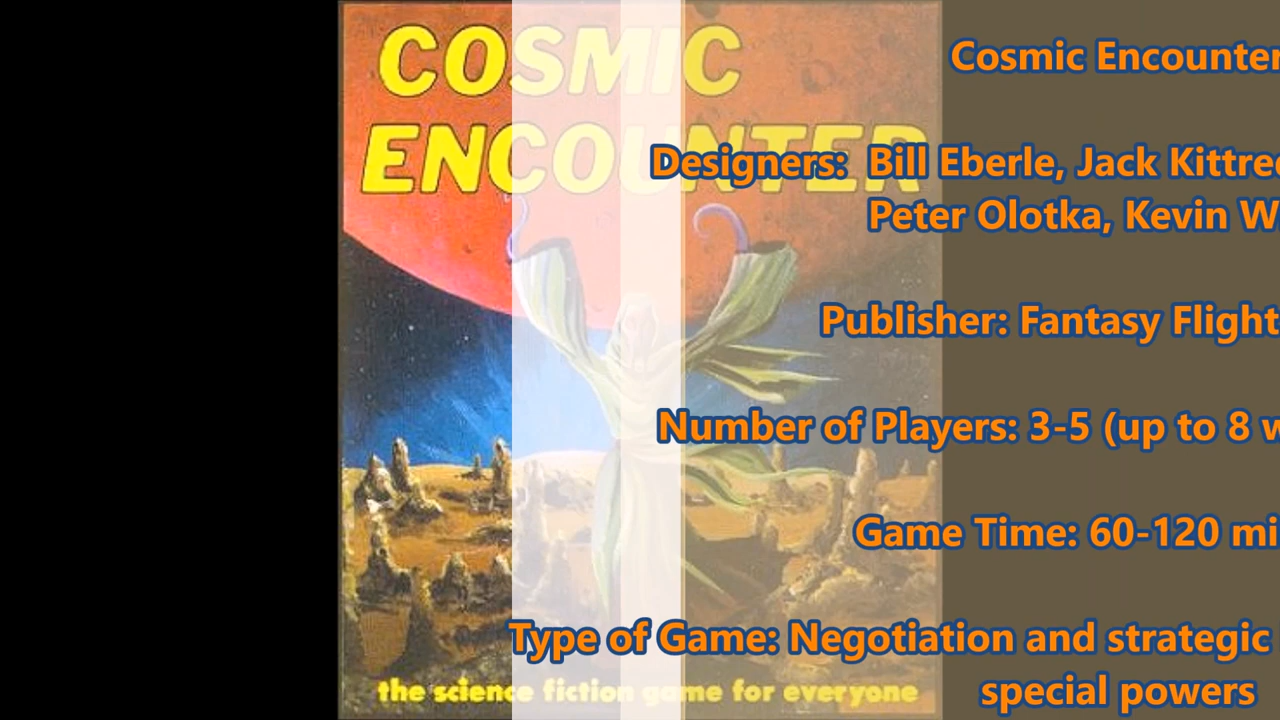 COSMIC
ENCOUNTER
Cosmic Encounter
Designers: Bill Eberle, Jack
Peter Olotka, Kevin W
Publisher: Fantasy Flight
Number of Players: 3-5 (up to 8
Game Time: 60-120
Type of Game: Negotiation and strategic
special powers
the science fiction game for everyone